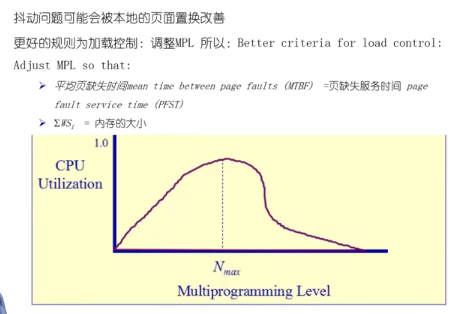 抖动问题可能会被本地的页面置换改善
更好的规则为加载控制: 调整MPL 所以: Better criteria for load control:
Adjust MPL so that:
➢ 平均页缺失时间mean time between page faults (MTBF) =页缺失服务时间 page
fault service time (PFST)
➢ ΣWSi = 内存的大小
1.0
CPU
Utilization
Nmax
Multiprogramming Level